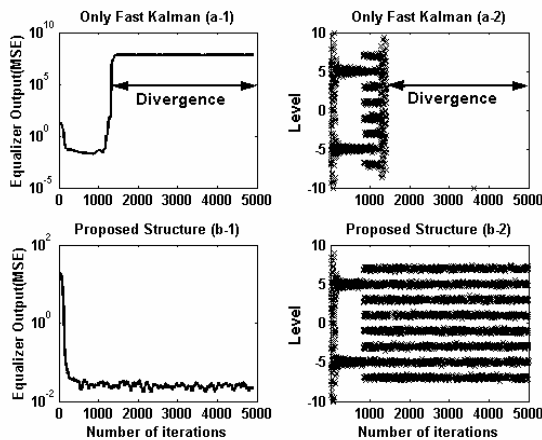 Only Fast Kalman (a-1)
Equalizer Output(MSE)
10^10
10^5
10^0
10^-5
Divergence
0 1000 2000 3000 4000 5000
Only Fast Kalman (a-2)
Level
10
5
0
-5
-10
Divergence
0 1000 2000 3000 4000 5000
Proposed Structure (b-1)
Equalizer Output(MSE)
10^2
10^0
10^-2
0 1000 2000 3000 4000 5000
Number of iterations
Proposed Structure (b-2)
Level
10
5
0
-5
-10
0 1000 2000 3000 4000 5000
Number of iterations